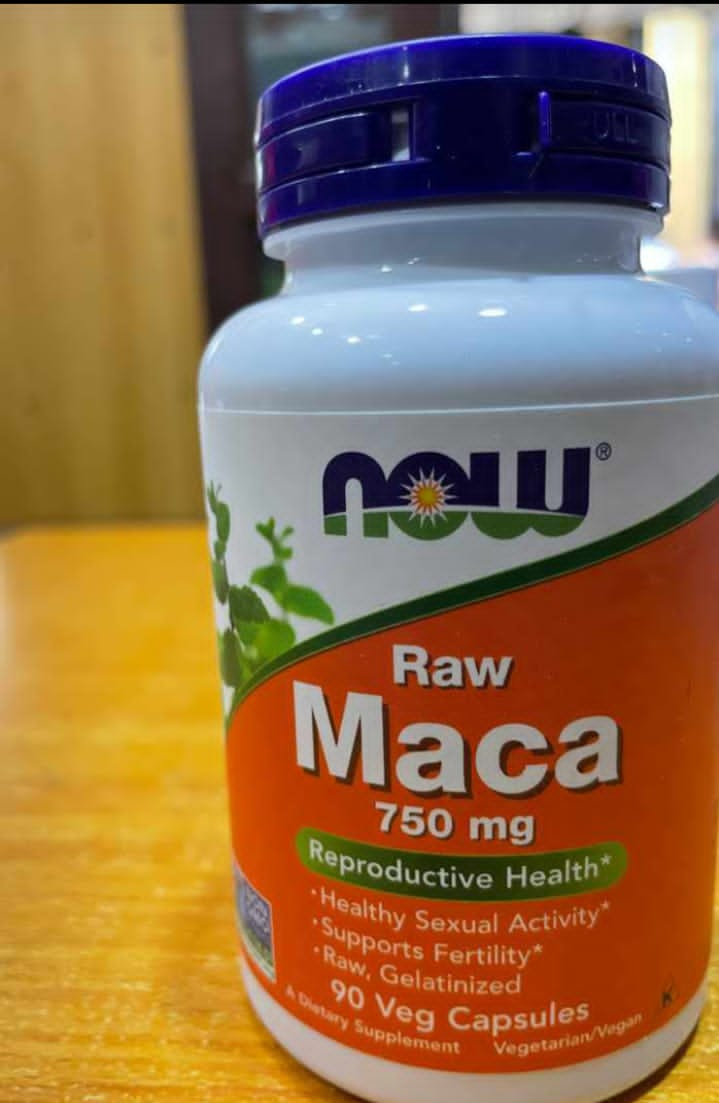 NOW®
Raw
Maca
750 mg
Reproductive Health*
• Healthy Sexual Activity*
• Supports Fertility*
• Raw, Gelatinized
90 Veg Capsules
A Dietary Supplement Vegetarian/Vegan
K